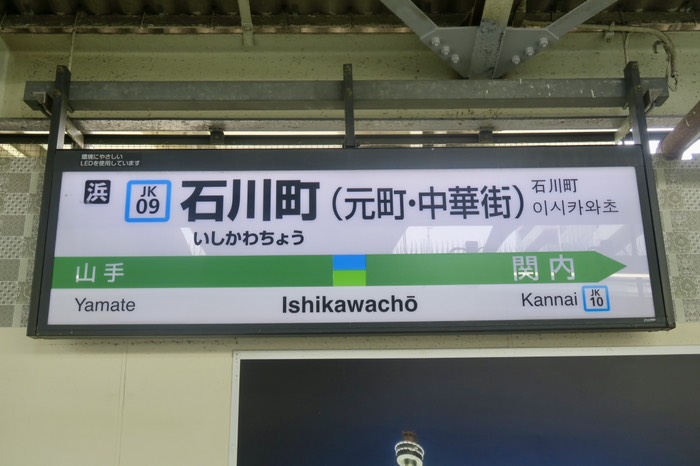 環境にやさしい
LEDを使用しています
浜
JK
09
石川町(元町・中華街)
いしかわちょう
石川町
이시카와초
山手
関内
Yamate
Ishikawachō
Kannai
JK
10